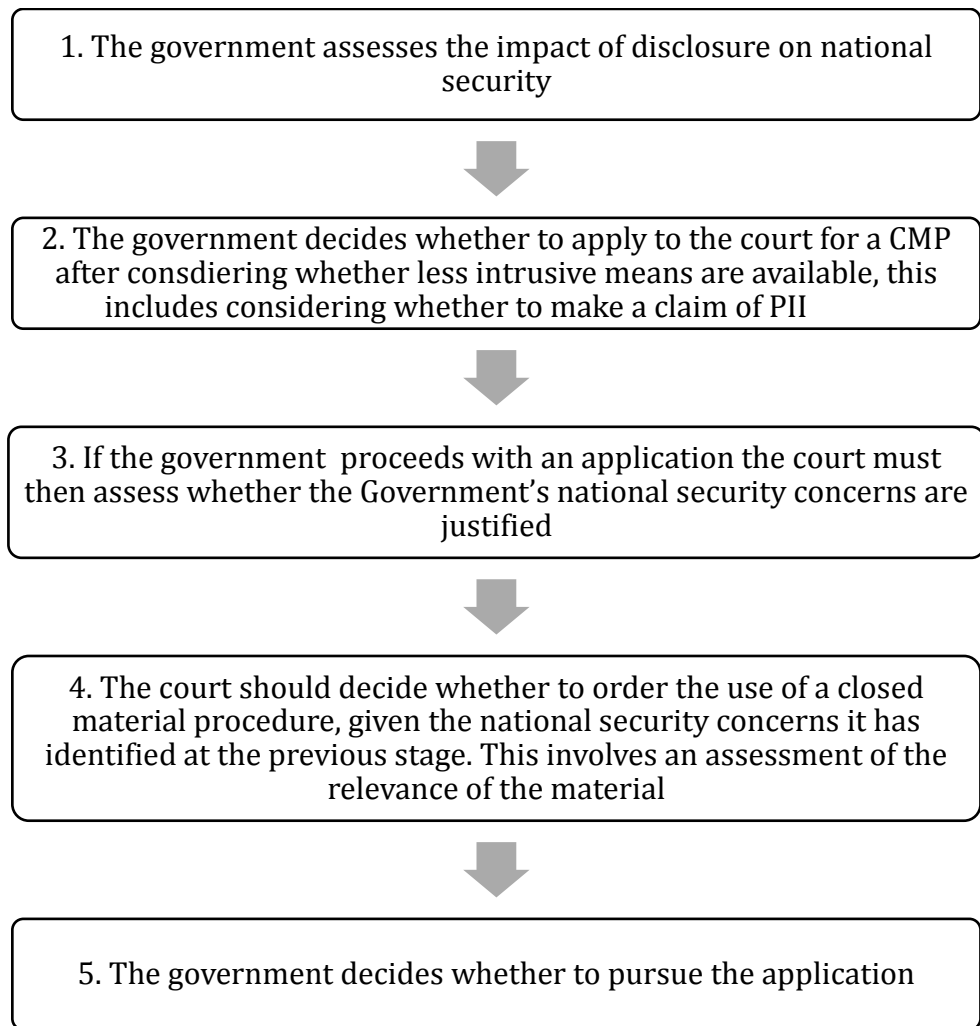 1. The government assesses the impact of disclosure on national
security
2. The government decides whether to apply to the court for a CMP
after consdiering whether less intrusive means are available, this
includes considering whether to make a claim of PII
3. If the government proceeds with an application the court must
then assess whether the Government’s national security concerns are
justified
4. The court should decide whether to order the use of a closed
material procedure, given the national security concerns it has
identified at the previous stage. This involves an assessment of the
relevance of the material
5. The government decides whether to pursue the application